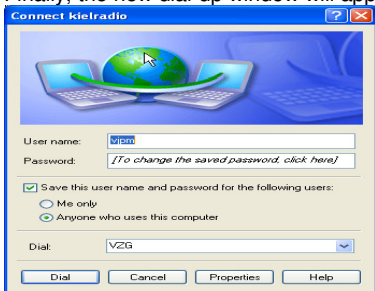 Finally, the new dial-up window will app
Connect kielradio
User name: vipm
Password: [To change the saved password, click here]
Save this user name and password for the following users:
Me only
Anyone who uses this computer
Dial: VZG
Dial Cancel Properties Help